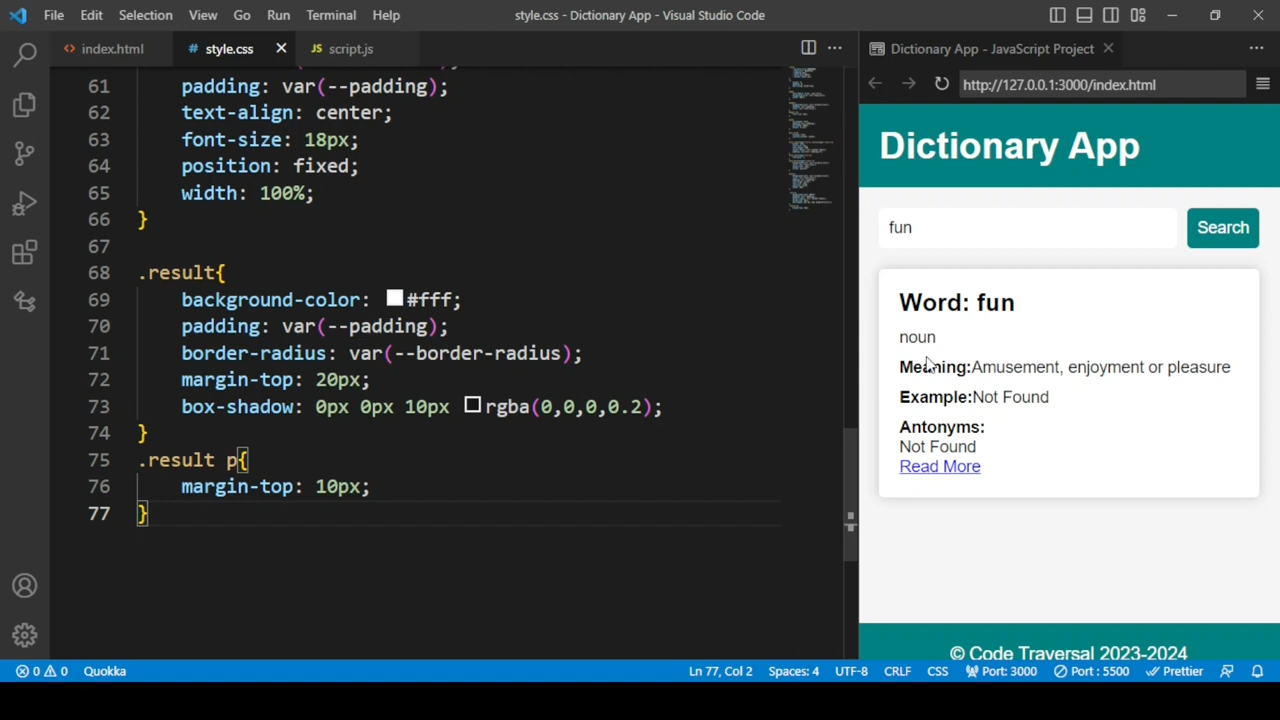 File Edit Selection View Go Run Terminal Help
style.css - Dictionary App - Visual Studio Code
index.html
# style.css
JS script.js
Dictionary App - JavaScript Project
http://127.0.0.1:3000/index.html
61 padding: var(--padding);
62 text-align: center;
63 font-size: 18px;
64 position: fixed;
65 width: 100%;
66 }
67
68 .result{
69 background-color: #fff;
70 padding: var(--padding);
71 border-radius: var(--border-radius);
72 margin-top: 20px;
73 box-shadow: 0px 0px 10px rgba(0,0,0,0.2);
74 }
75 .result p{
76 margin-top: 10px;
77 }
Dictionary App
fun
Search
Word: fun
noun
Meaning:Amusement, enjoyment or pleasure
Example:Not Found
Antonyms:
Not Found
Read More
© Code Traversal 2023-2024
0 0 Quokka
Ln 77, Col 2 Spaces: 4 UTF-8 CRLF CSS Port: 3000 Port : 5500 Prettier